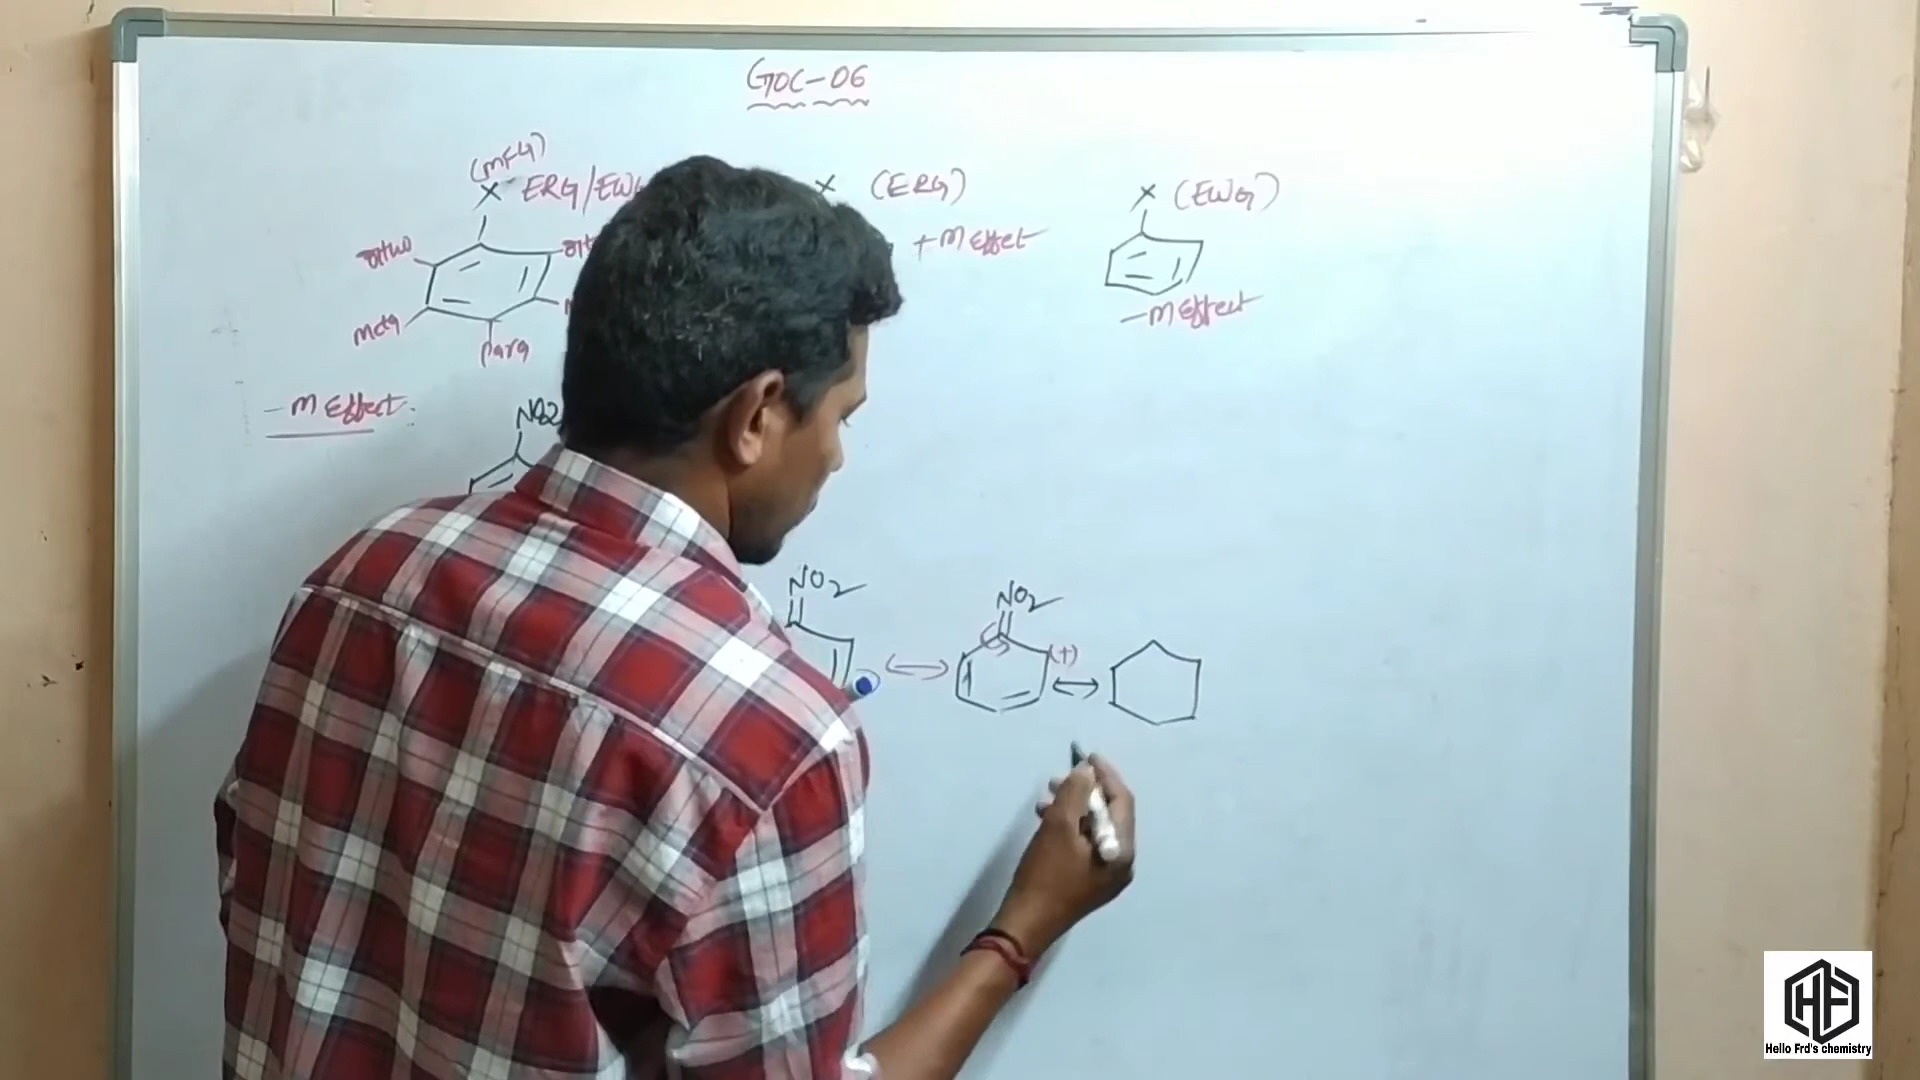 GOC-06
(MFG)
X ERG/EWG
X (ERG)
X (EWG)
ortho
+M Effect
Meta
para
-M Effect
-M Effect:
NO2
NO2
NO2
(+)
HF
Hello Frd's chemistry